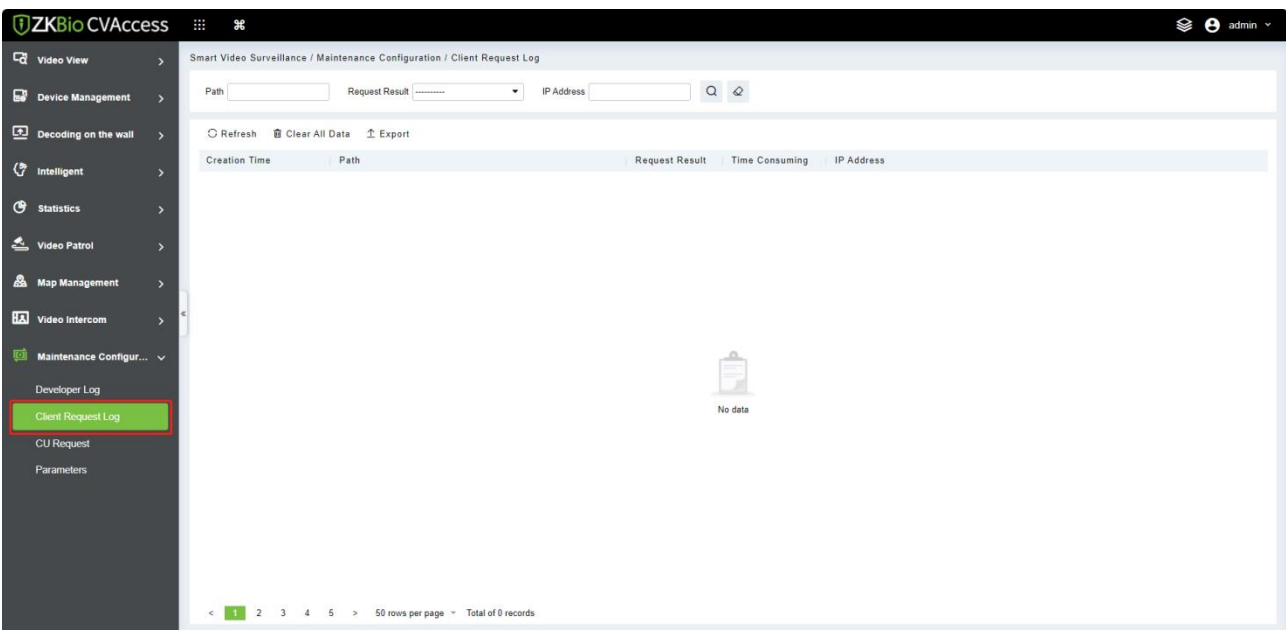 ZKBio CVAccess
admin
Video View
Device Management
Decoding on the wall
Intelligent
Statistics
Video Patrol
Map Management
Video Intercom
Maintenance Configur...
Developer Log
Client Request Log
CU Request
Parameters
Smart Video Surveillance / Maintenance Configuration / Client Request Log
Path Request Result ---------- IP Address
Refresh Clear All Data Export
Creation Time Path Request Result Time Consuming IP Address
No data
< 1 2 3 4 5 > 50 rows per page Total of 0 records